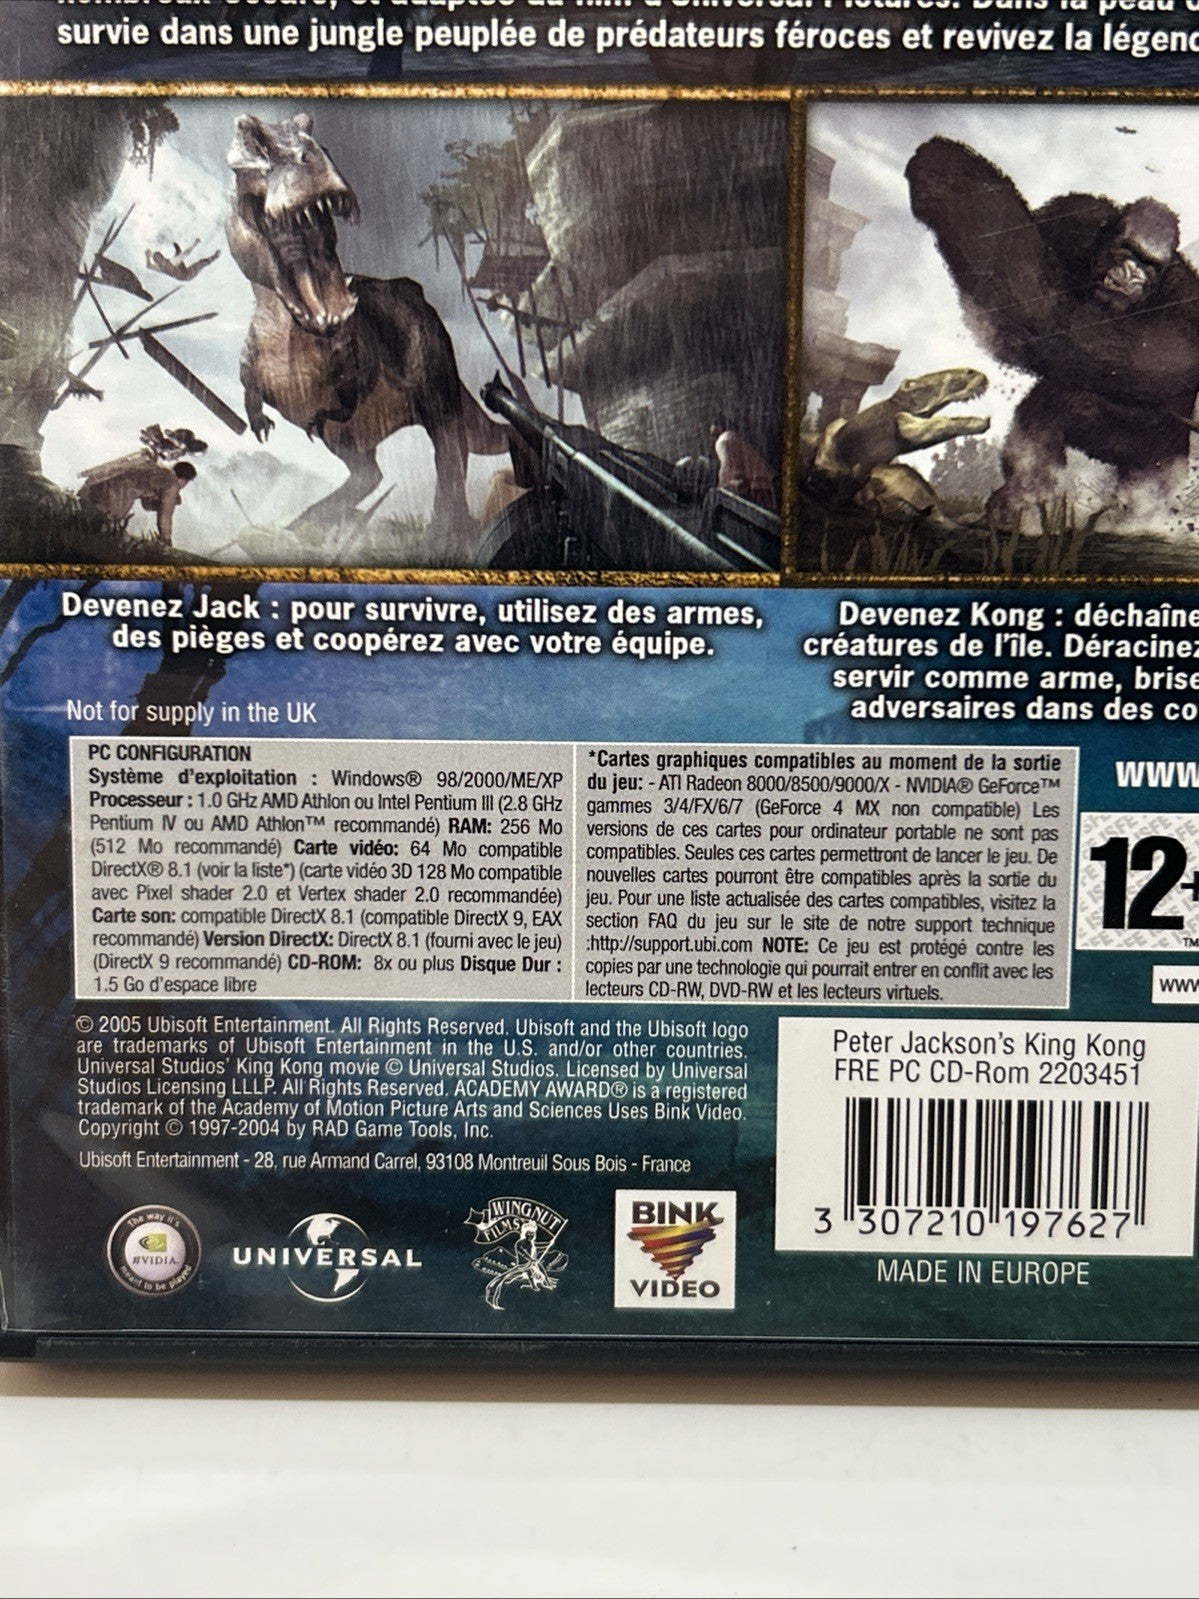 survie dans une jungle peuplée de prédateurs féroces et revivez la légend
Devenez Jack : pour survivre, utilisez des armes,
des pièges et coopérez avec votre équipe.
Devenez Kong : déchaîne
créatures de l'île. Déracinez
servir comme arme, brise
adversaires dans des co
Not for supply in the UK
PC CONFIGURATION
Système d'exploitation : Windows® 98/2000/ME/XP
Processeur : 1.0 GHz AMD Athlon ou Intel Pentium III (2.8 GHz
Pentium IV ou AMD Athlon™ recommandé) RAM: 256 Mo
(512 Mo recommandé) Carte vidéo: 64 Mo compatible
DirectX® 8.1 (voir la liste*) (carte vidéo 3D 128 Mo compatible
avec Pixel shader 2.0 et Vertex shader 2.0 recommandée)
Carte son: compatible DirectX 8.1 (compatible DirectX 9, EAX
recommandé) Version DirectX: DirectX 8.1 (fourni avec le jeu)
(DirectX 9 recommandé) CD-ROM: 8x ou plus Disque Dur :
1.5 Go d'espace libre
*Cartes graphiques compatibles au moment de la sortie
du jeu: - ATI Radeon 8000/8500/9000/X - NVIDIA® GeForce™
gammes 3/4/FX/6/7 (GeForce 4 MX non compatible) Les
versions de ces cartes pour ordinateur portable ne sont pas
compatibles. Seules ces cartes permettront de lancer le jeu. De
nouvelles cartes pourront être compatibles après la sortie du
jeu. Pour une liste actualisée des cartes compatibles, visitez la
section FAQ du jeu sur le site de notre support technique
:http://support.ubi.com NOTE: Ce jeu est protégé contre les
copies par une technologie qui pourrait entrer en conflit avec les
lecteurs CD-RW, DVD-RW et les lecteurs virtuels.
www
12+
TM
www
© 2005 Ubisoft Entertainment. All Rights Reserved. Ubisoft and the Ubisoft logo
are trademarks of Ubisoft Entertainment in the U.S. and/or other countries.
Universal Studios' King Kong movie © Universal Studios. Licensed by Universal
Studios Licensing LLLP. All Rights Reserved. ACADEMY AWARD® is a registered
trademark of the Academy of Motion Picture Arts and Sciences Uses Bink Video.
Copyright © 1997-2004 by RAD Game Tools, Inc.
Ubisoft Entertainment - 28, rue Armand Carrel, 93108 Montreuil Sous Bois - France
Peter Jackson's King Kong
FRE PC CD-Rom 2203451
3 307210 197627
MADE IN EUROPE
The way it's
NVIDIA
meant to be played
UNIVERSAL
WINGNUT
FILMS
BINK
VIDEO